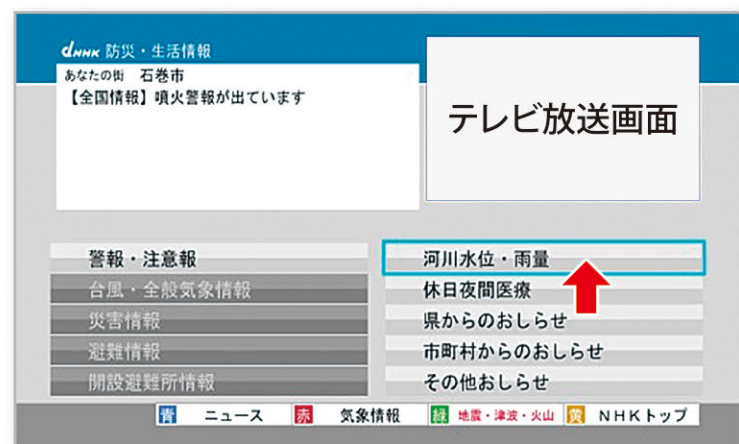 dNHK 防災・生活情報
あなたの街 石巻市
【全国情報】噴火警報が出ています
テレビ放送画面
警報・注意報
台風・全般気象情報
災害情報
避難情報
開設避難所情報
河川水位・雨量
休日夜間医療
県からのおしらせ
市町村からのおしらせ
その他おしらせ
青 ニュース 赤 気象情報 緑 地震・津波・火山 黄 NHKトップ